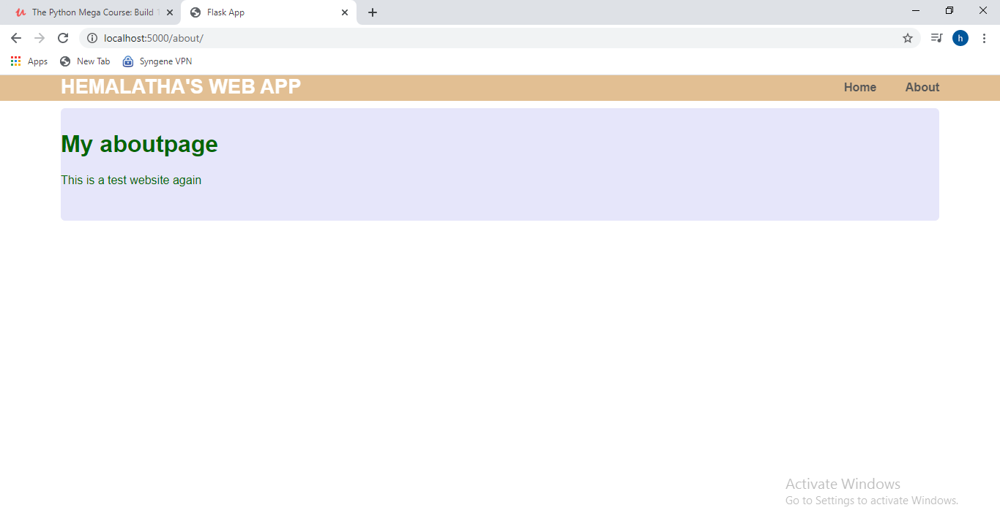 The Python Mega Course: Build
Flask App
localhost:5000/about/
h
Apps
New Tab
Syngene VPN
HEMALATHA'S WEB APP
Home
About
My aboutpage
This is a test website again
Activate Windows
Go to Settings to activate Windows.